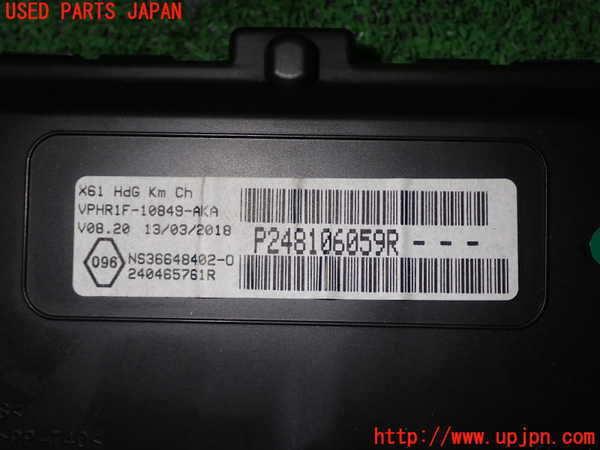 USED PARTS JAPAN
X61 HdG Km Ch
VPHR1F-10849-AKA
V08.20 13/03/2018
096
NS36648402-0
240465761R
P248106059R - - -
http://www.upjpn.com/